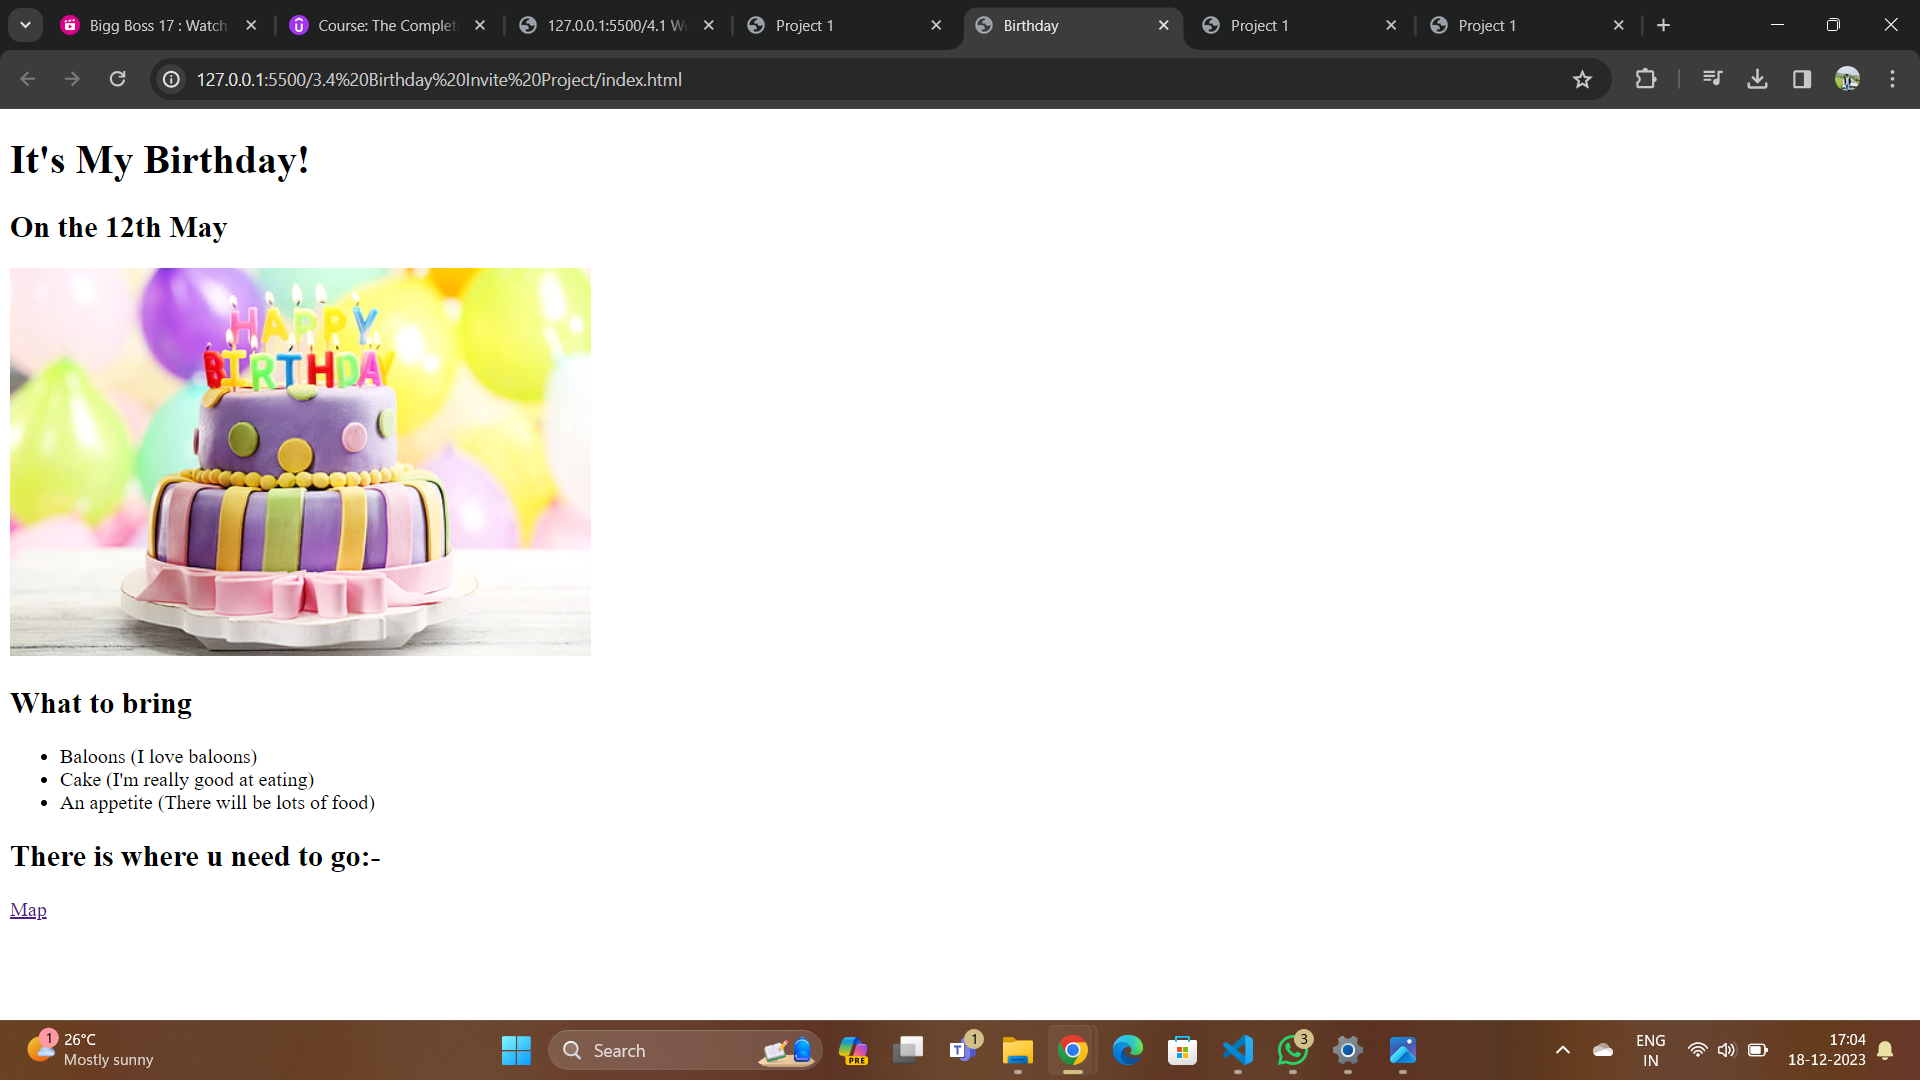 Bigg Boss 17 : Watch
Course: The Complet
127.0.0.1:5500/4.1 W
Project 1
Birthday
Project 1
Project 1
127.0.0.1:5500/3.4%20Birthday%20Invite%20Project/index.html
It's My Birthday!
On the 12th May
HAPPY
BIRTHDAY
What to bring
Baloons (I love baloons)
Cake (I'm really good at eating)
An appetite (There will be lots of food)
There is where u need to go:-
Map
1
26°C
Mostly sunny
Search
PRE
1
3
ENG
IN
17:04
18-12-2023